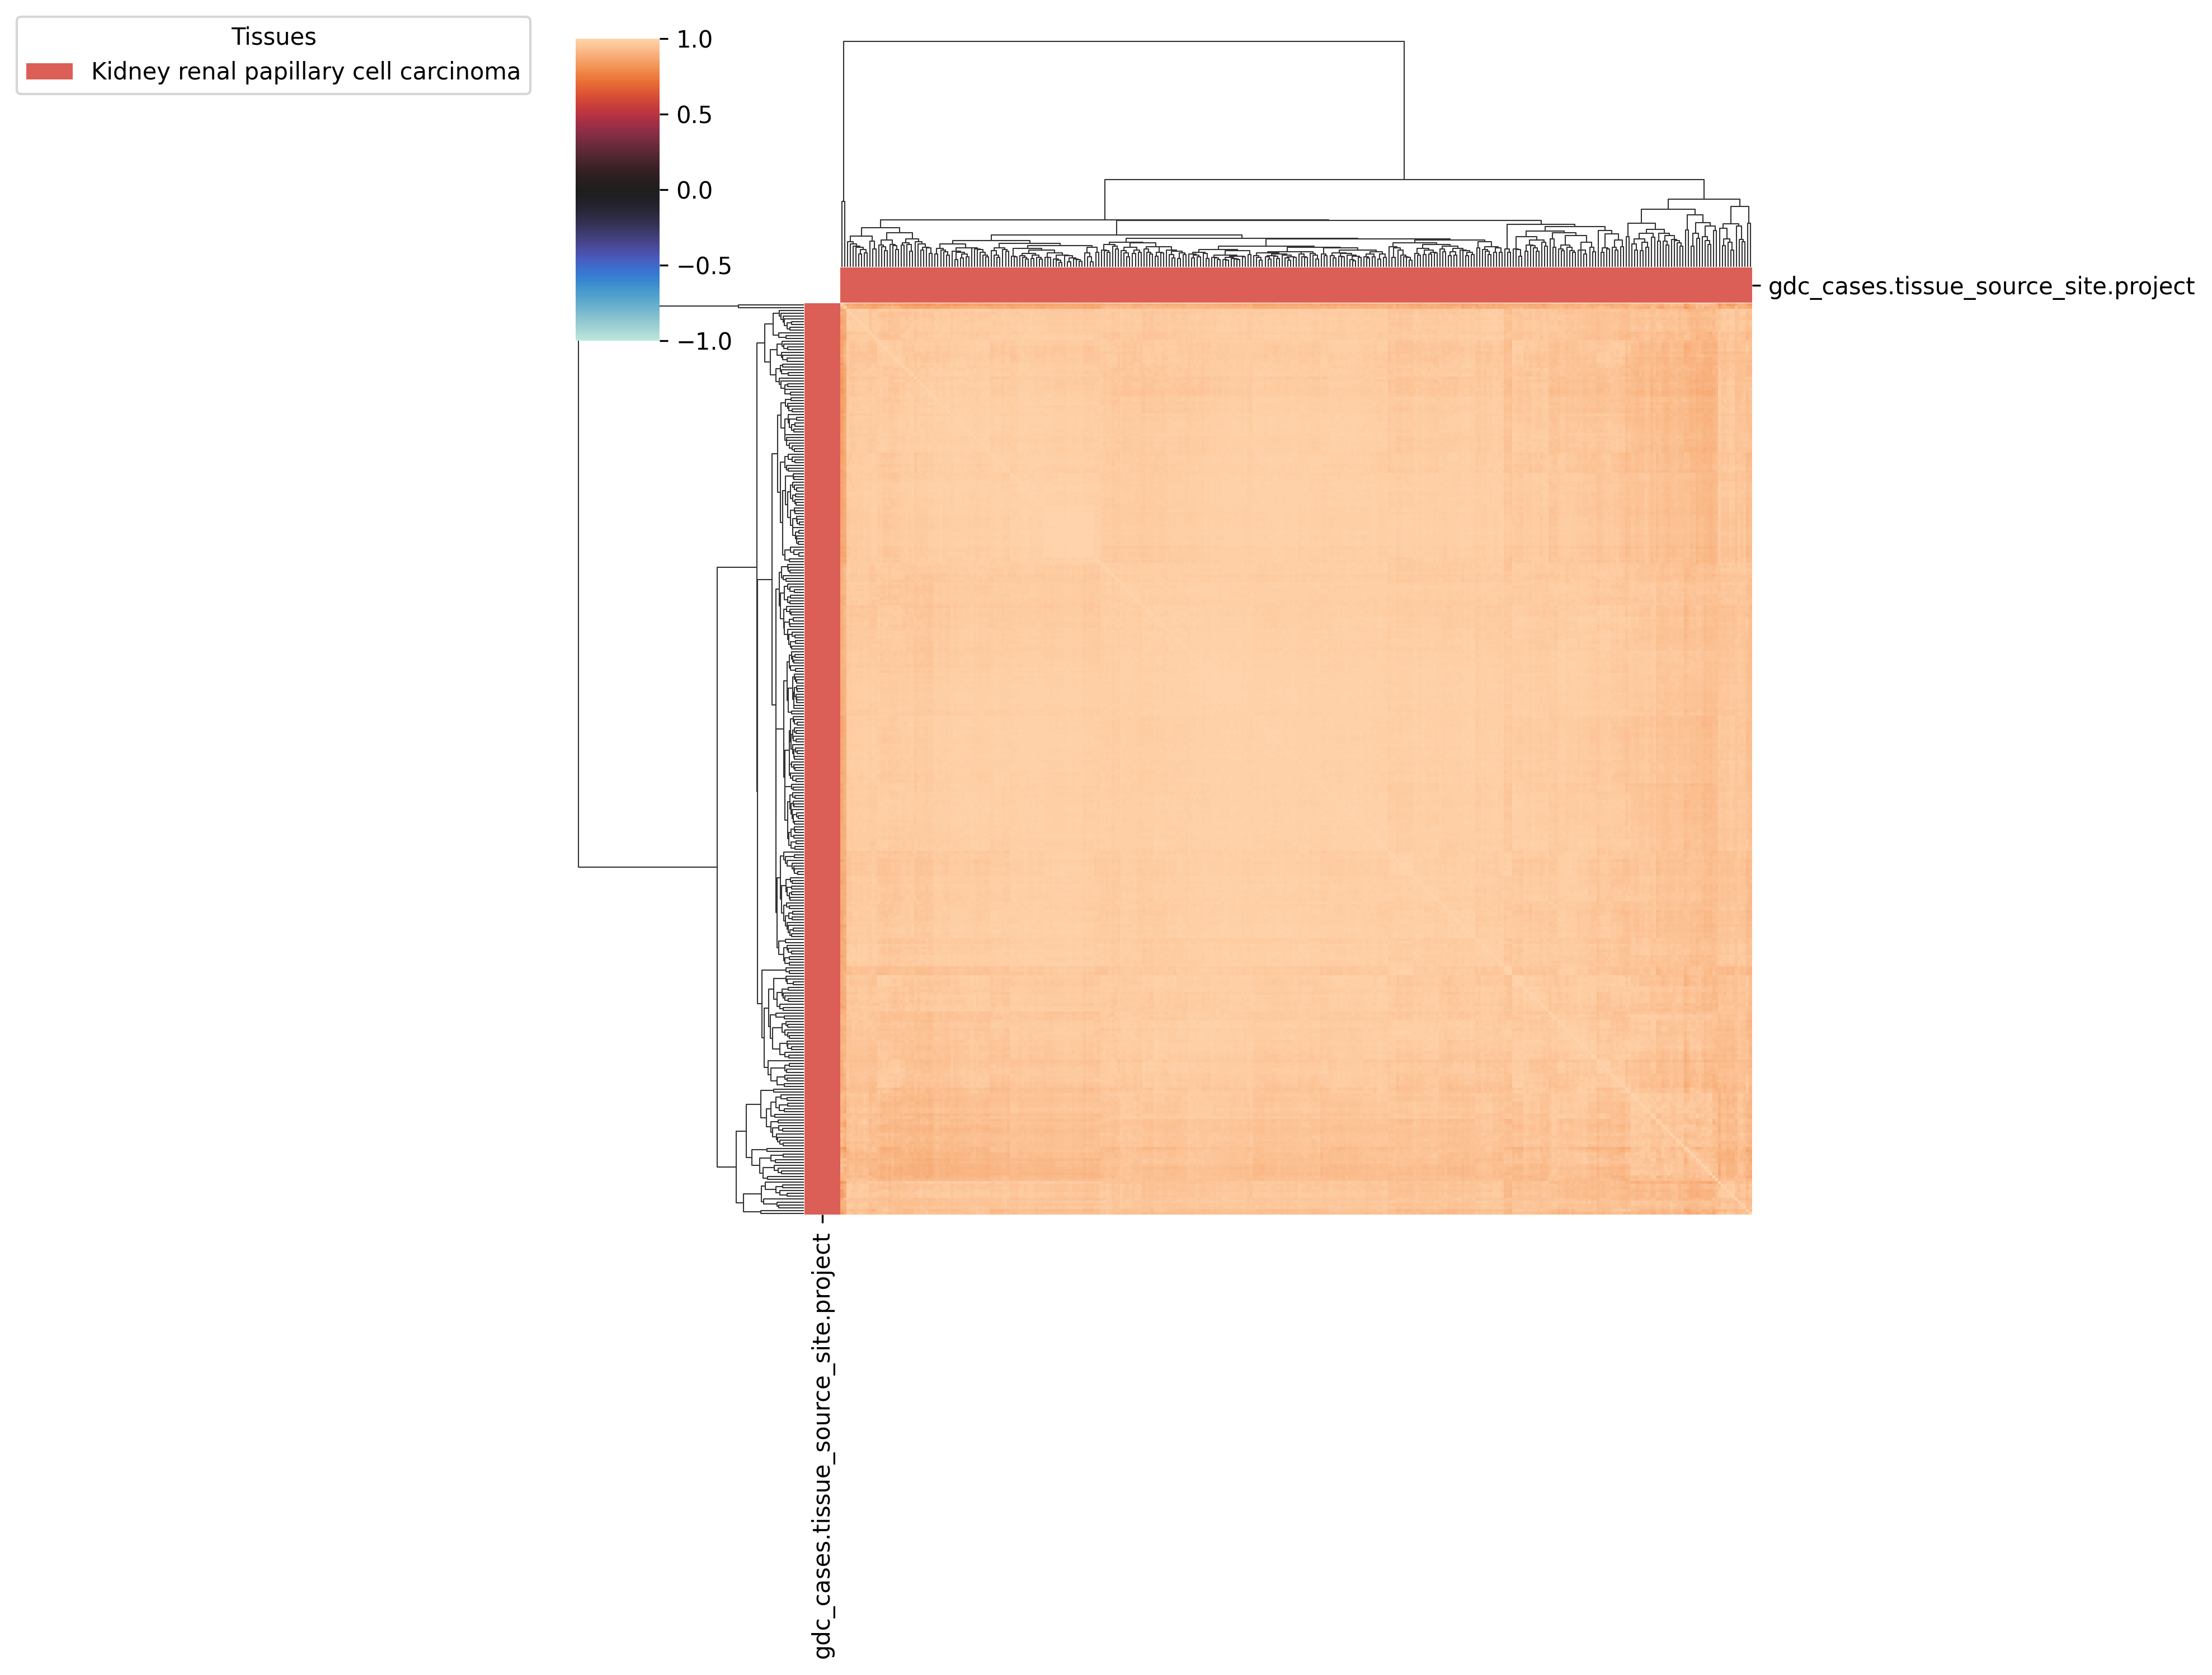 Tissues
Kidney renal papillary cell carcinoma
1.0
0.5
0.0
−0.5
−1.0
gdc_cases.tissue_source_site.project
gdc_cases.tissue_source_site.project